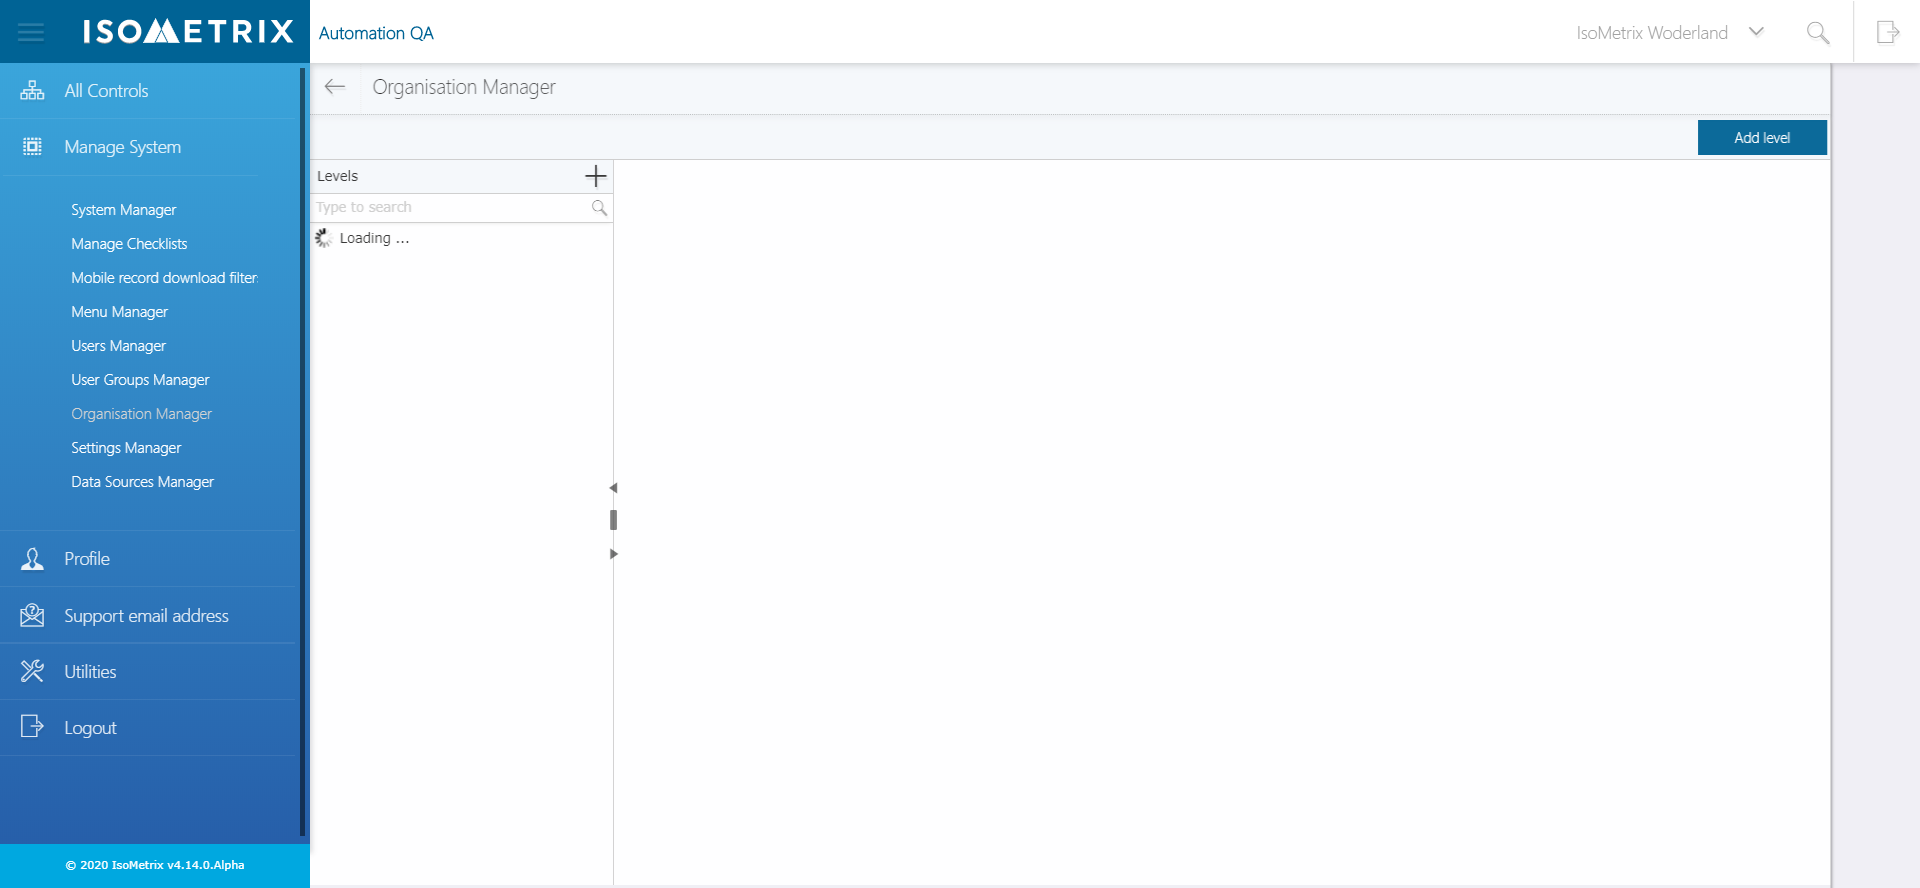 ISOMETRIX
Automation QA
IsoMetrix Woderland
All Controls
Manage System
System Manager
Manage Checklists
Mobile record download filter
Menu Manager
Users Manager
User Groups Manager
Organisation Manager
Settings Manager
Data Sources Manager
Profile
Support email address
Utilities
Logout
© 2020 IsoMetrix v4.14.0.Alpha
Organisation Manager
Add level
Levels
Type to search
Loading ...